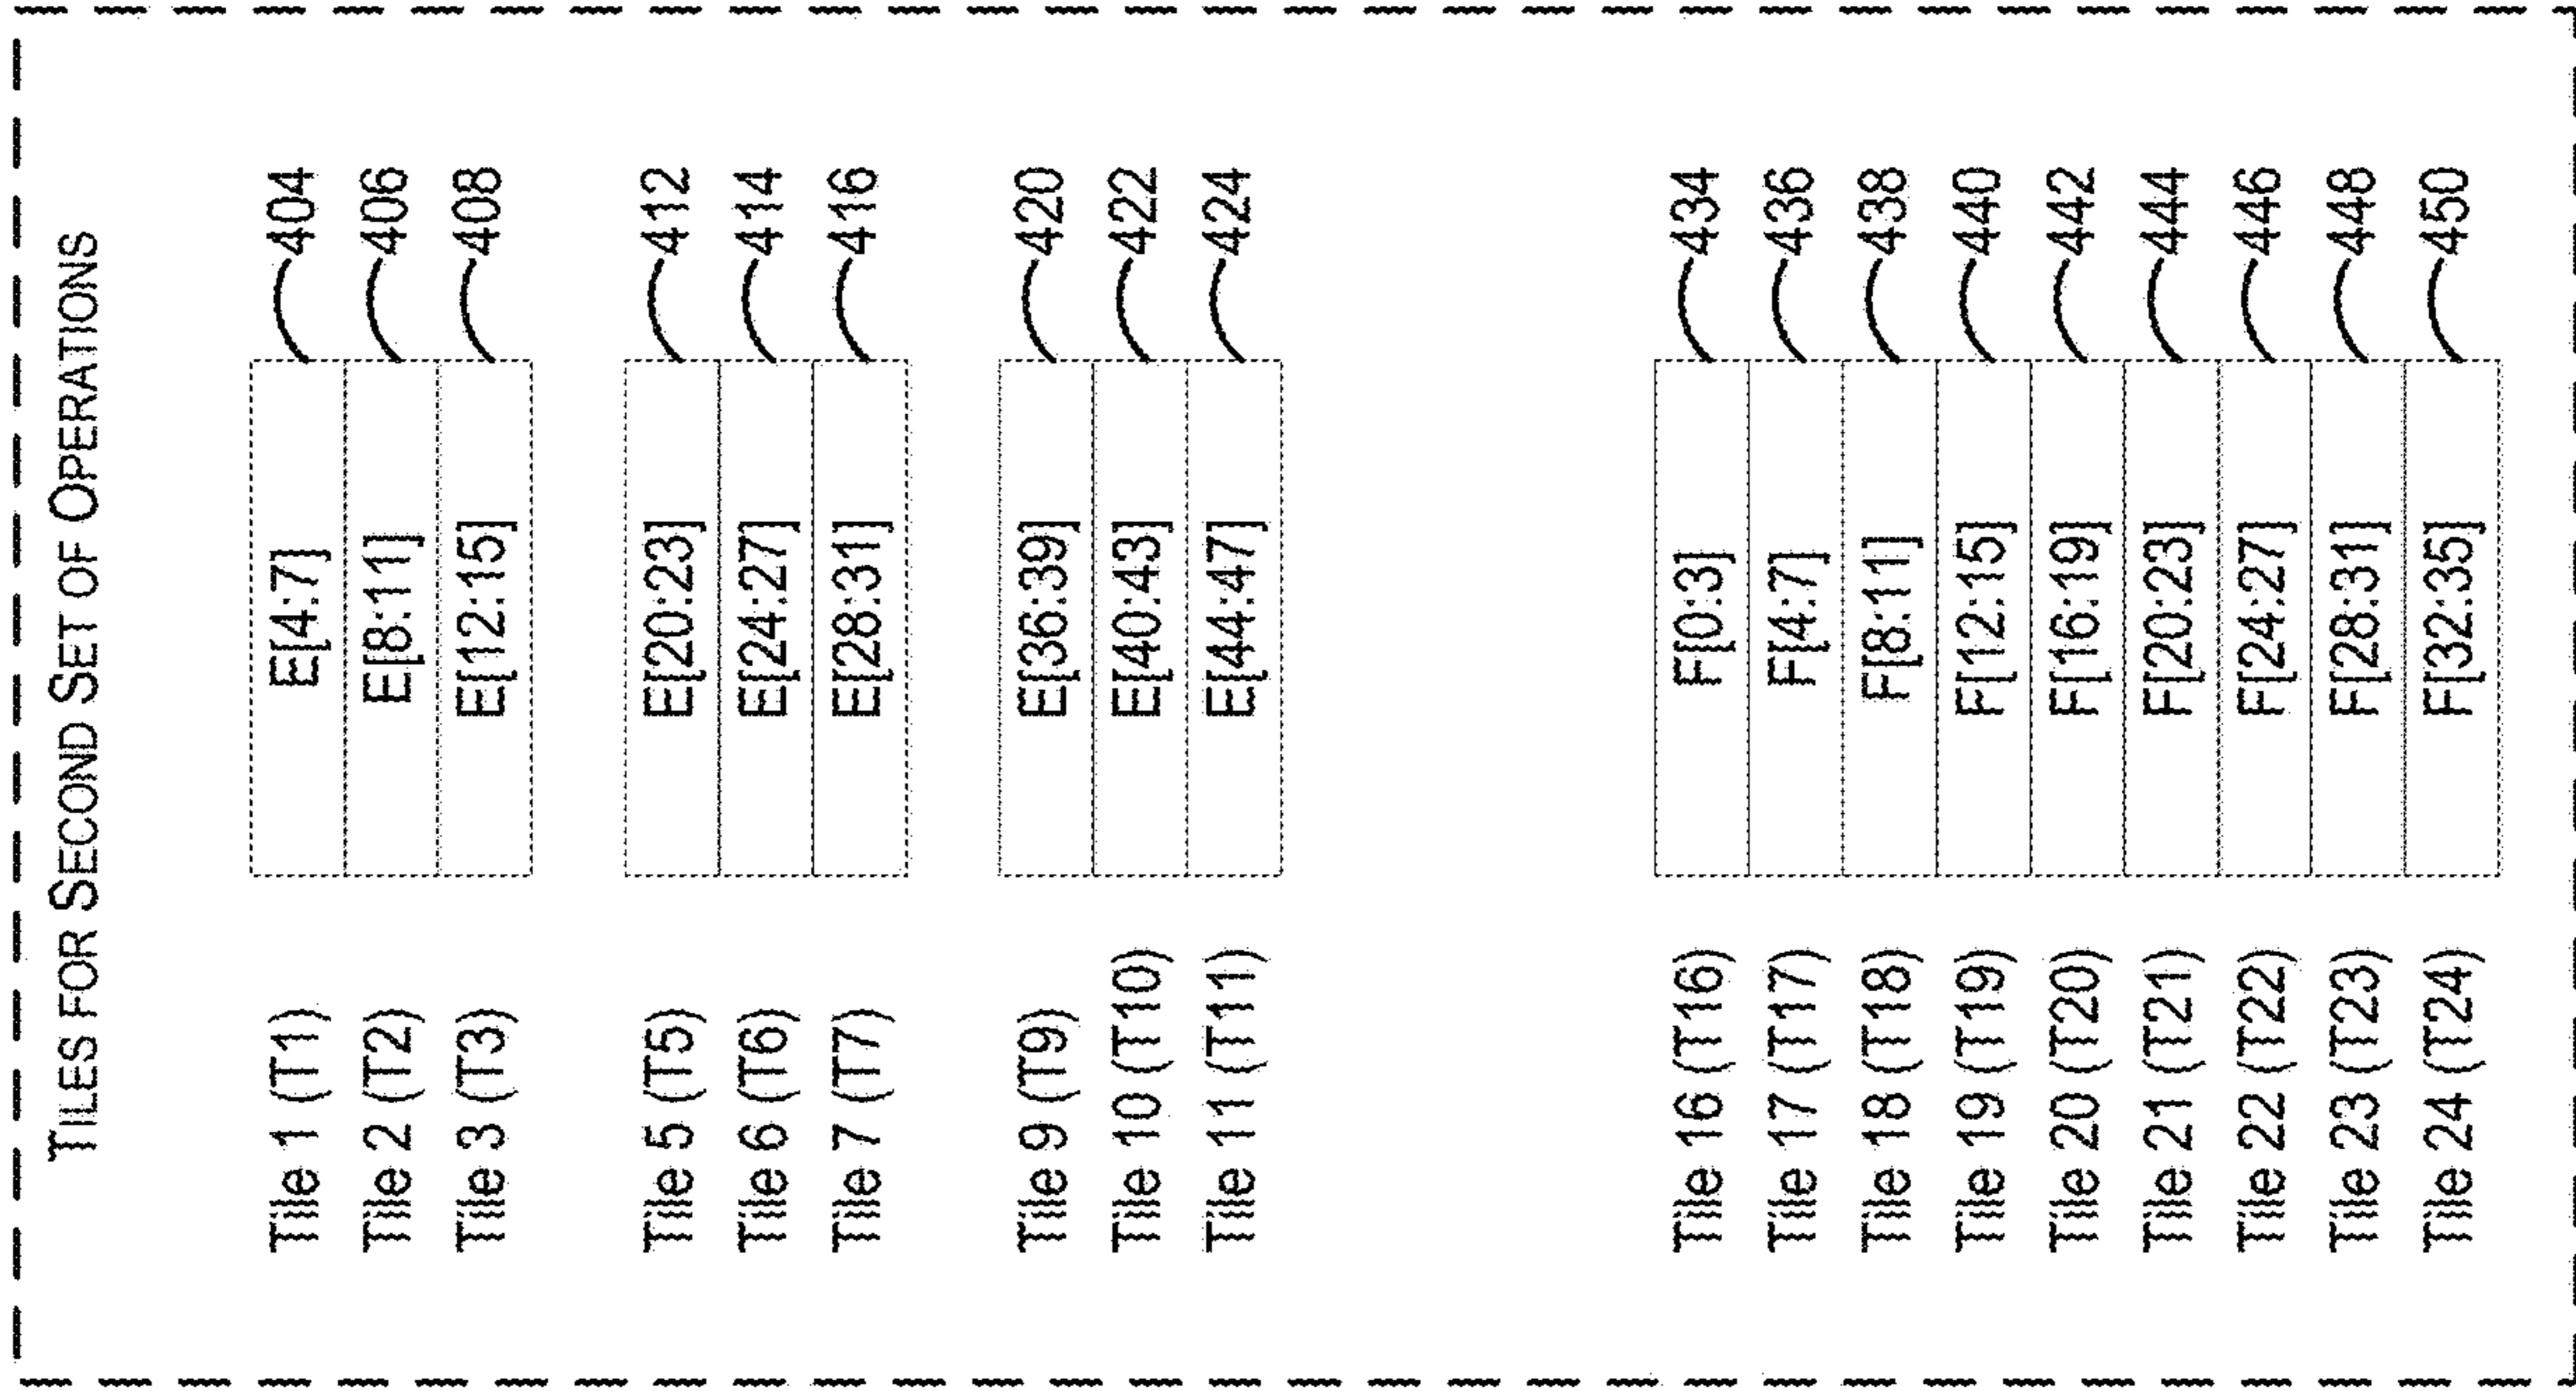 TILES FOR SECOND SET OF OPERATIONS
Tile 1 (T1) E[4:7] 404
Tile 2 (T2) E[8:11] 406
Tile 3 (T3) E[12:15] 408
Tile 5 (T5) E[20:23] 412
Tile 6 (T6) E[24:27] 414
Tile 7 (T7) E[28:31] 416
Tile 9 (T9) E[36:39] 420
Tile 10 (T10) E[40:43] 422
Tile 11 (T11) E[44:47] 424
Tile 16 (T16) F[0:3] 434
Tile 17 (T17) F[4:7] 436
Tile 18 (T18) F[8:11] 438
Tile 19 (T19) F[12:15] 440
Tile 20 (T20) F[16:19] 442
Tile 21 (T21) F[20:23] 444
Tile 22 (T22) F[24:27] 446
Tile 23 (T23) F[28:31] 448
Tile 24 (T24) F[32:35] 450